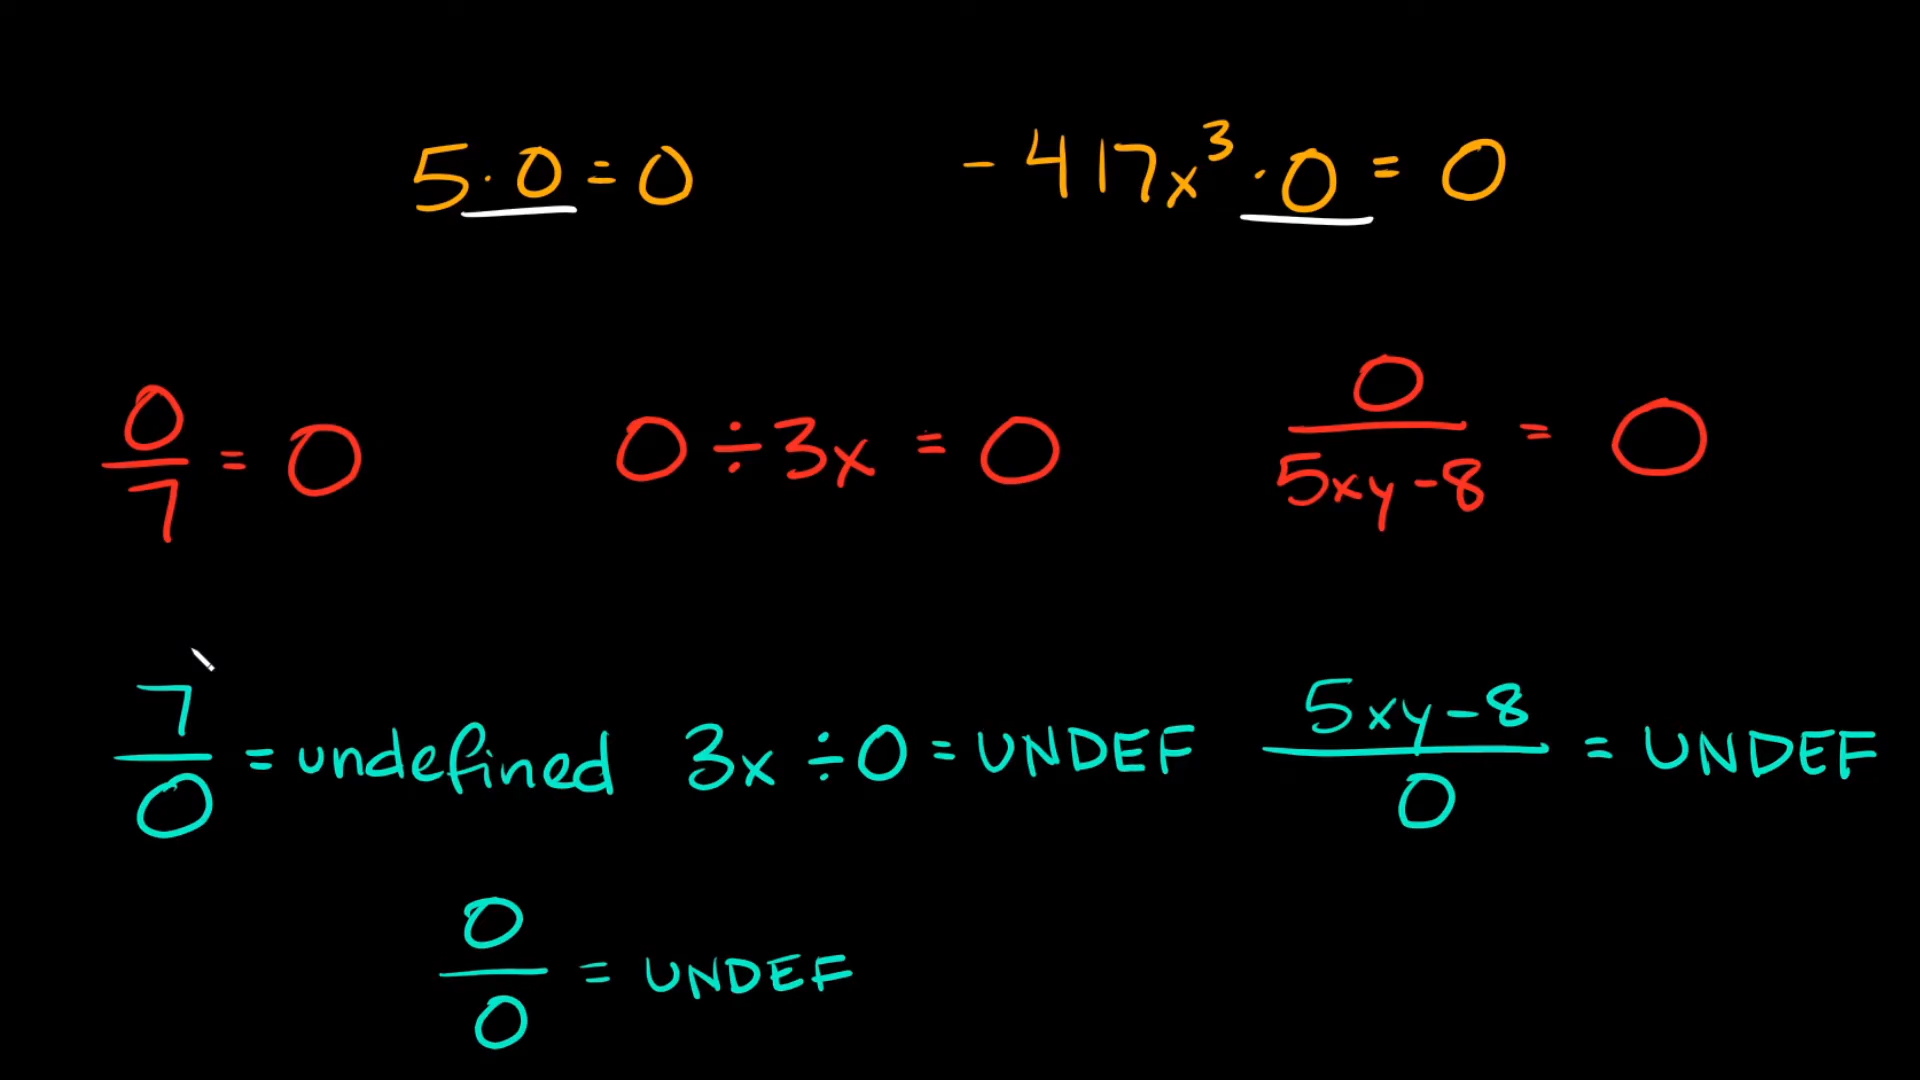 5·0=0 -417x³·0=0
0/7=0 0÷3x=0 0/(5xy-8)=0
7/0=undefined 3x÷0=UNDEF (5xy-8)/0=UNDEF
0/0=UNDEF